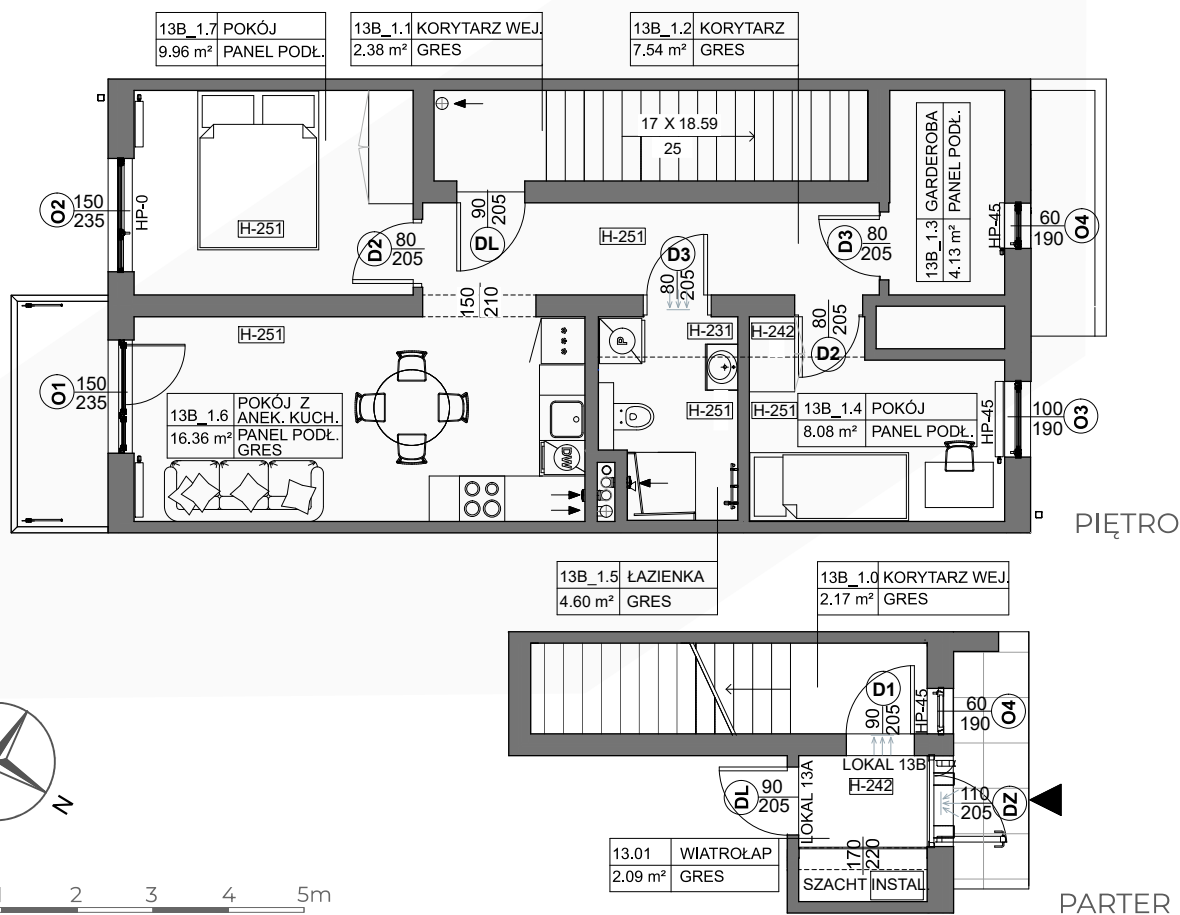 13B_1.7 POKÓJ
9.96 m² PANEL PODŁ.
13B_1.1 KORYTARZ WEJ.
2.38 m² GRES
13B_1.2 KORYTARZ
7.54 m² GRES
17 X 18.59
25
13B_1.3 GARDEROBA
4.13 m² PANEL PODŁ.
O2 150
235
HP-0
H-251
D2 80
205
DL 90
205
H-251
D3 80
205
D3 80
205
HP-45
60 O4
190
150
210
H-251
H-231
H-242
80
205
D2
P
O1 150
235
13B_1.6 POKÓJ Z
ANEK. KUCH.
16.36 m² PANEL PODŁ.
GRES
DW
H-251
H-251
13B_1.4 POKÓJ
8.08 m² PANEL PODŁ.
HP-45
100 O3
190
PIĘTRO
13B_1.5 ŁAZIENKA
4.60 m² GRES
13B_1.0 KORYTARZ WEJ.
2.17 m² GRES
D1
90
205
HP-45
60 O4
190
LOKAL 13B
H-242
LOKAL 13A
DL 90
205
110 DZ
205
170
220
13.01 WIATROŁAP
2.09 m² GRES
SZACHT INSTAL.
N
1 2 3 4 5m
PARTER